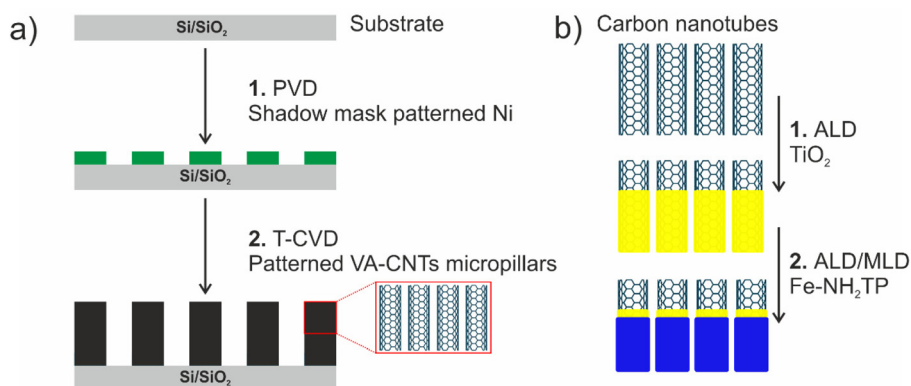 a)
Si/SiO₂
Substrate
1. PVD
Shadow mask patterned Ni
Si/SiO₂
2. T-CVD
Patterned VA-CNTs micropillars
Si/SiO₂
b)
Carbon nanotubes
1. ALD
TiO₂
2. ALD/MLD
Fe-NH₂TP